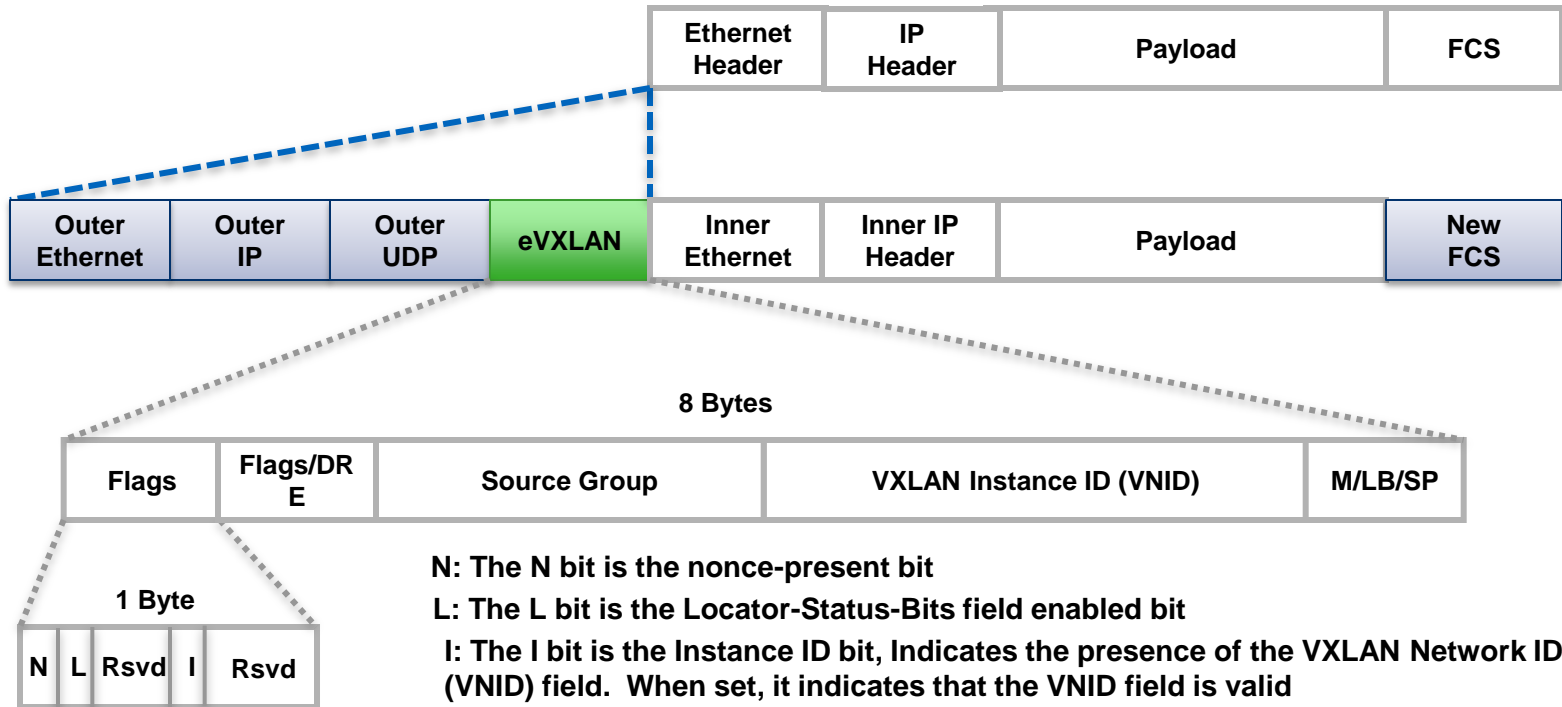 Ethernet
Header
IP
Header
Payload
FCS
Outer
Ethernet
Outer
IP
Outer
UDP
eVXLAN
Inner
Ethernet
Inner IP
Header
Payload
New
FCS
8 Bytes
Flags
Flags/DR
E
Source Group
VXLAN Instance ID (VNID)
M/LB/SP
1 Byte
N
L
Rsvd
I
Rsvd
N: The N bit is the nonce-present bit
L: The L bit is the Locator-Status-Bits field enabled bit
I: The I bit is the Instance ID bit, Indicates the presence of the VXLAN Network ID
(VNID) field. When set, it indicates that the VNID field is valid